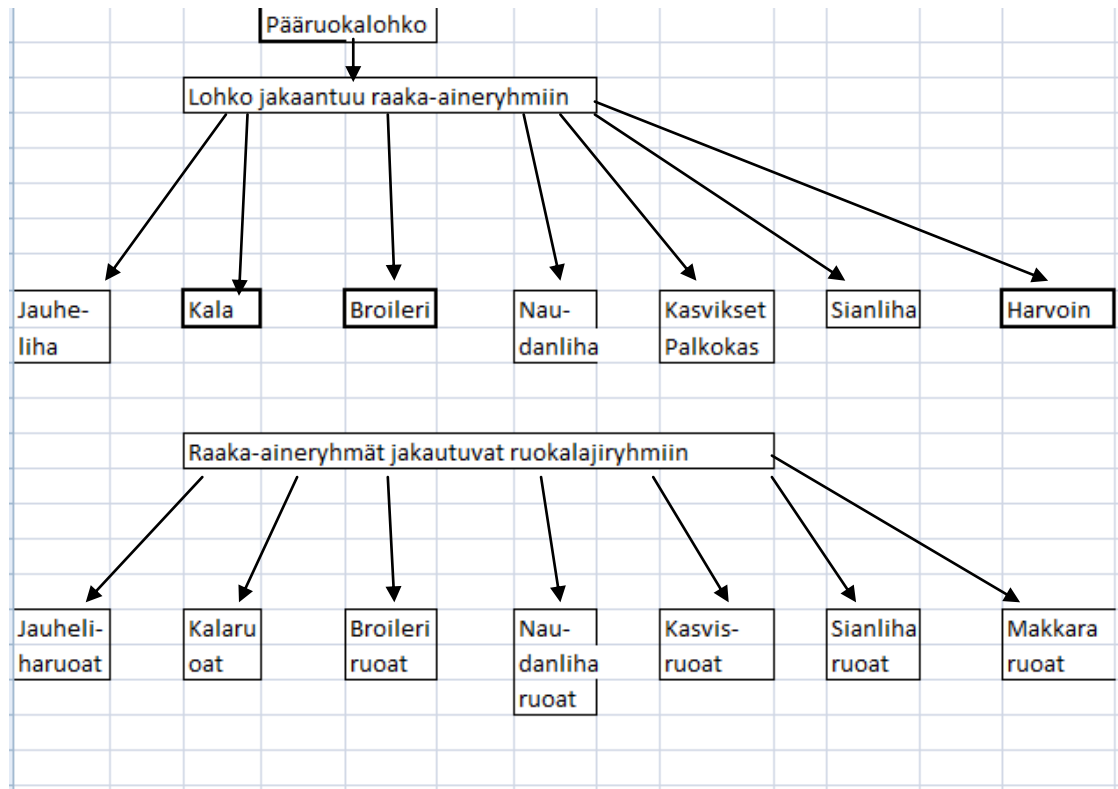 Pääruokalohko
Lohko jakaantuu raaka-aineryhmiin
Jauhe-
liha
Kala
Broileri
Nau-
danliha
Kasvikset
Palkokas
Sianliha
Harvoin
Raaka-aineryhmät jakautuvat ruokalajiryhmiin
Jauheli-
haruoat
Kalaru
oat
Broileri
ruoat
Nau-
danliha
ruoat
Kasvis-
ruoat
Sianliha
ruoat
Makkara
ruoat